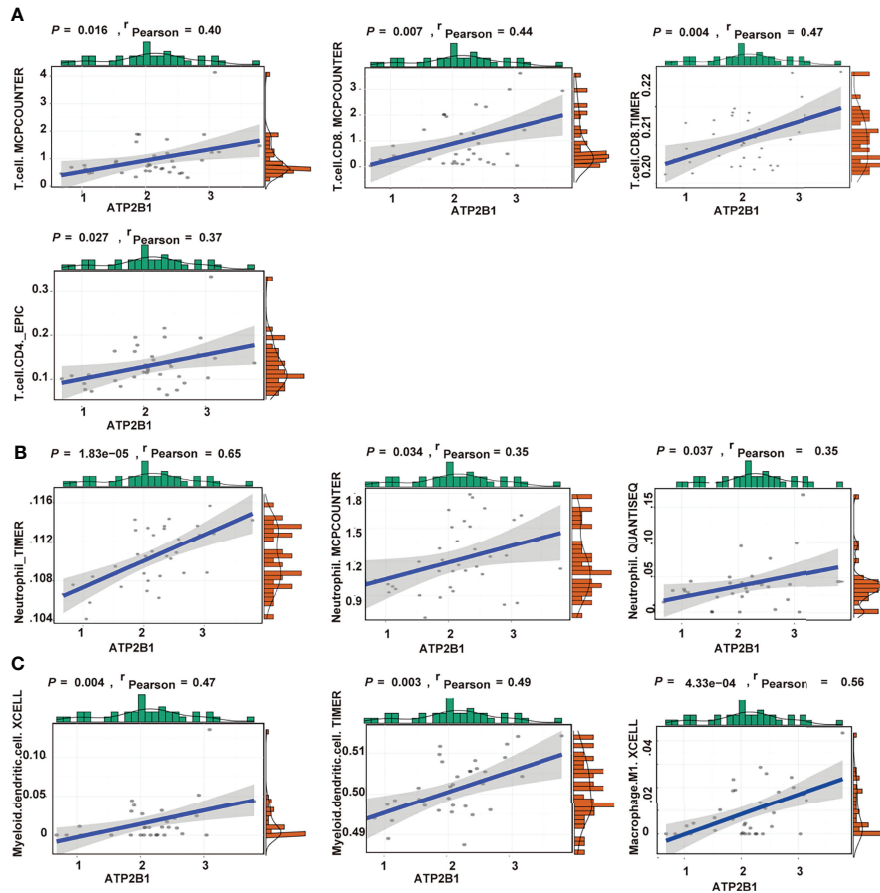 A
P = 0.016 , r Pearson = 0.40
T.cell. MCPCOUNTER
4
3
2
1
0
1 2 3
ATP2B1
P = 0.007 , r Pearson = 0.44
T.cell.CD8. MCPCOUNTER
4
3
2
1
0
1 2 3
ATP2B1
P = 0.004 , r Pearson = 0.47
T.cell.CD8.TIMER
0.22
0.21
0.20
1 2 3
ATP2B1
P = 0.027 , r Pearson = 0.37
T.cell.CD4._EPIC
0.3
0.2
0.1
1 2 3
ATP2B1
B
P = 1.83e-05 , r Pearson = 0.65
Neutrophil_TIMER
.116
.112
.108
.104
1 2 3
ATP2B1
P = 0.034 , r Pearson = 0.35
Neutrophil. MCPCOUNTER
1.8
1.5
1.2
0.9
1 2 3
ATP2B1
P = 0.037 , r Pearson = 0.35
Neutrophil. QUANTISEQ
.15
.10
.05
0.
1 2 3
ATP2B1
C
P = 0.004 , r Pearson = 0.47
Myeloid.dendritic.cell. XCELL
0.10
0.05
0
1 2 3
ATP2B1
P = 0.003 , r Pearson = 0.49
Myeloid.dendritic.cell. TIMER
0.51
0.50
0.49
1 2 3
ATP2B1
P = 4.33e-04 , r Pearson = 0.56
Macrophage.M1. XCELL
.04
.02
0
1 2 3
ATP2B1